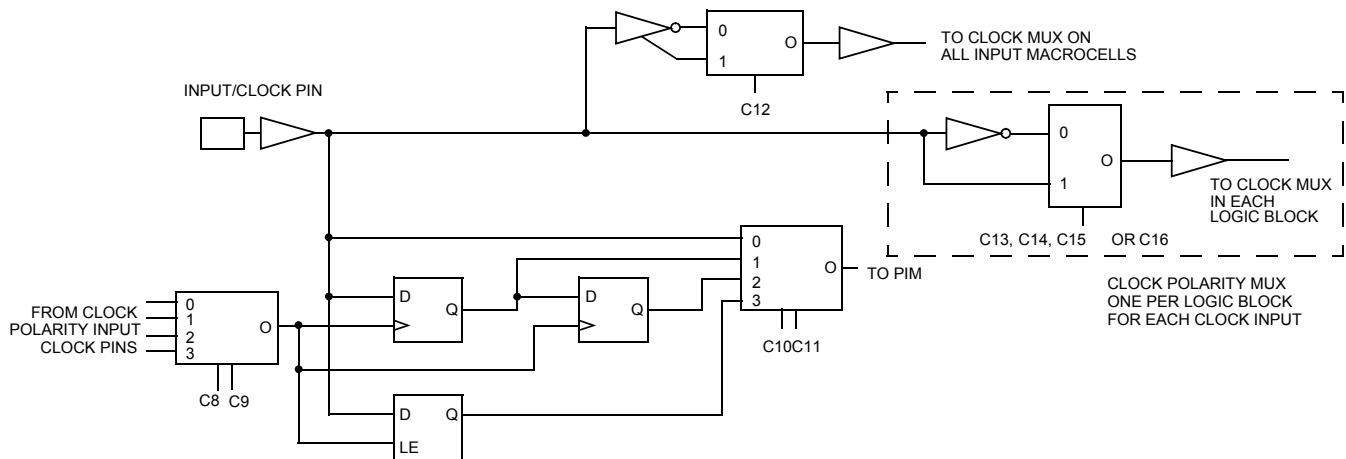 0
O
1
TO CLOCK MUX ON
ALL INPUT MACROCELLS
C12
INPUT/CLOCK PIN
0
O
1
TO CLOCK MUX
IN EACH
LOGIC BLOCK
C13, C14, C15 OR C16
CLOCK POLARITY MUX
ONE PER LOGIC BLOCK
FOR EACH CLOCK INPUT
0
1
2
3
O
TO PIM
C10C11
D
Q
D
Q
FROM CLOCK
POLARITY INPUT
CLOCK PINS
0
1
2
3
O
C8 C9
D Q
LE